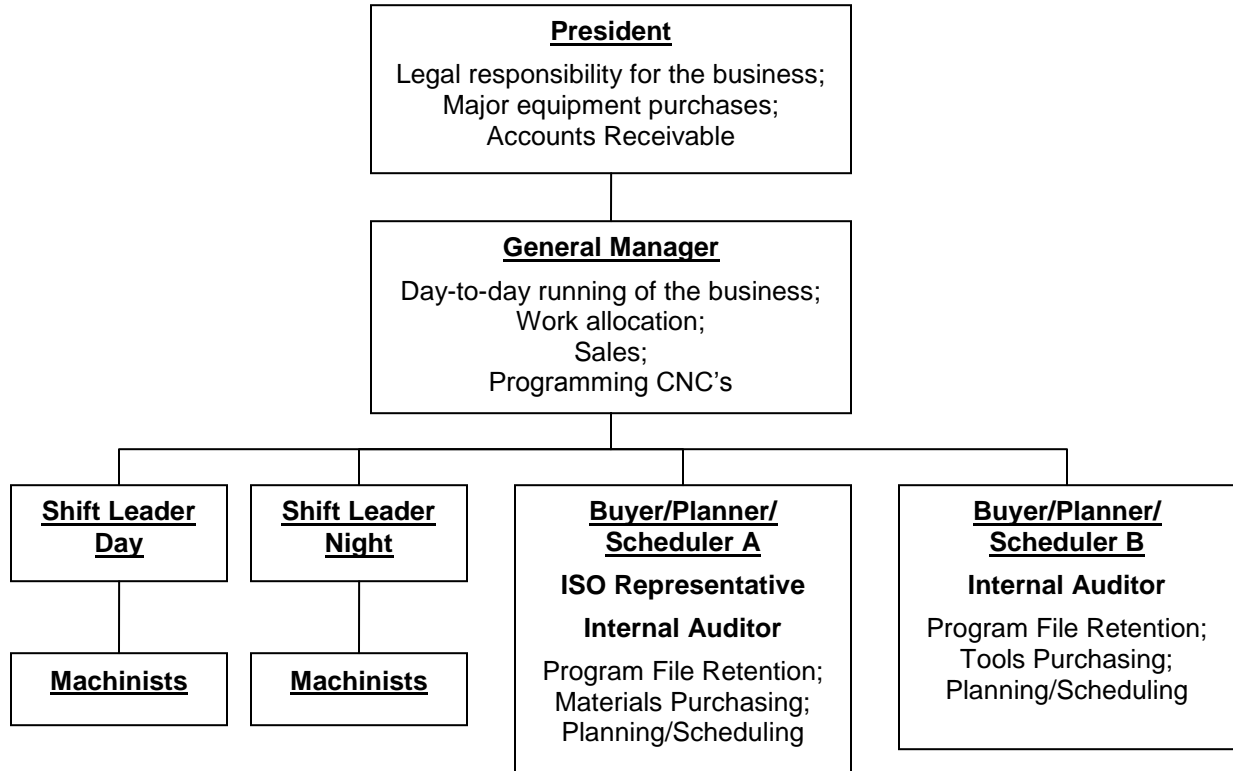 President
Legal responsibility for the business;
Major equipment purchases;
Accounts Receivable
General Manager
Day-to-day running of the business;
Work allocation;
Sales;
Programming CNC’s
Shift Leader
Day
Shift Leader
Night
Buyer/Planner/
Scheduler A
ISO Representative
Internal Auditor
Program File Retention;
Materials Purchasing;
Planning/Scheduling
Buyer/Planner/
Scheduler B
Internal Auditor
Program File Retention;
Tools Purchasing;
Planning/Scheduling
Machinists
Machinists